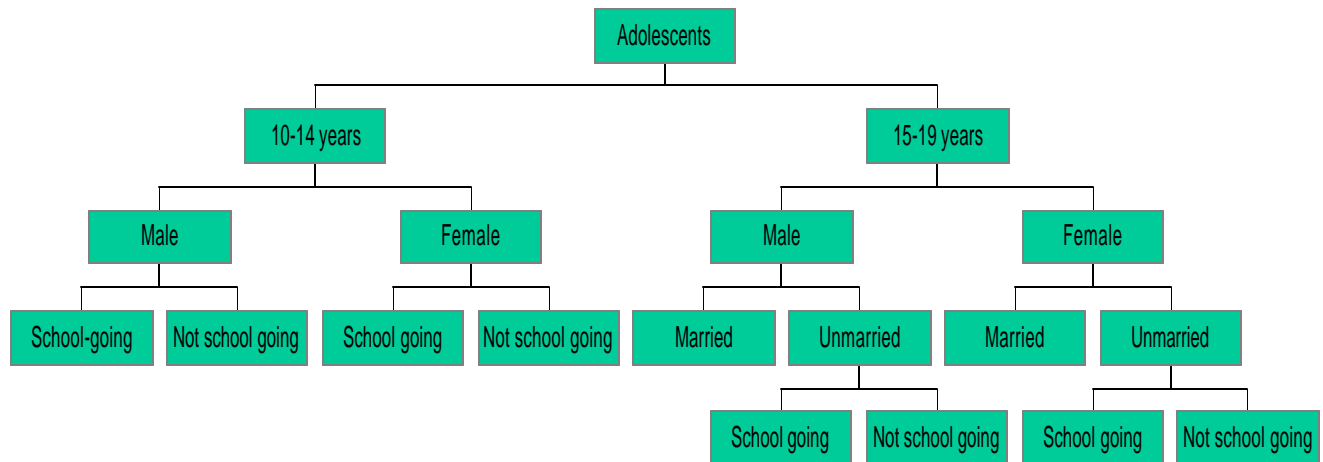 Adolescents
10-14 years
15-19 years
Male
Female
Male
Female
School-going
Not school going
School going
Not school going
Married
Unmarried
Married
Unmarried
School going
Not school going
School going
Not school going